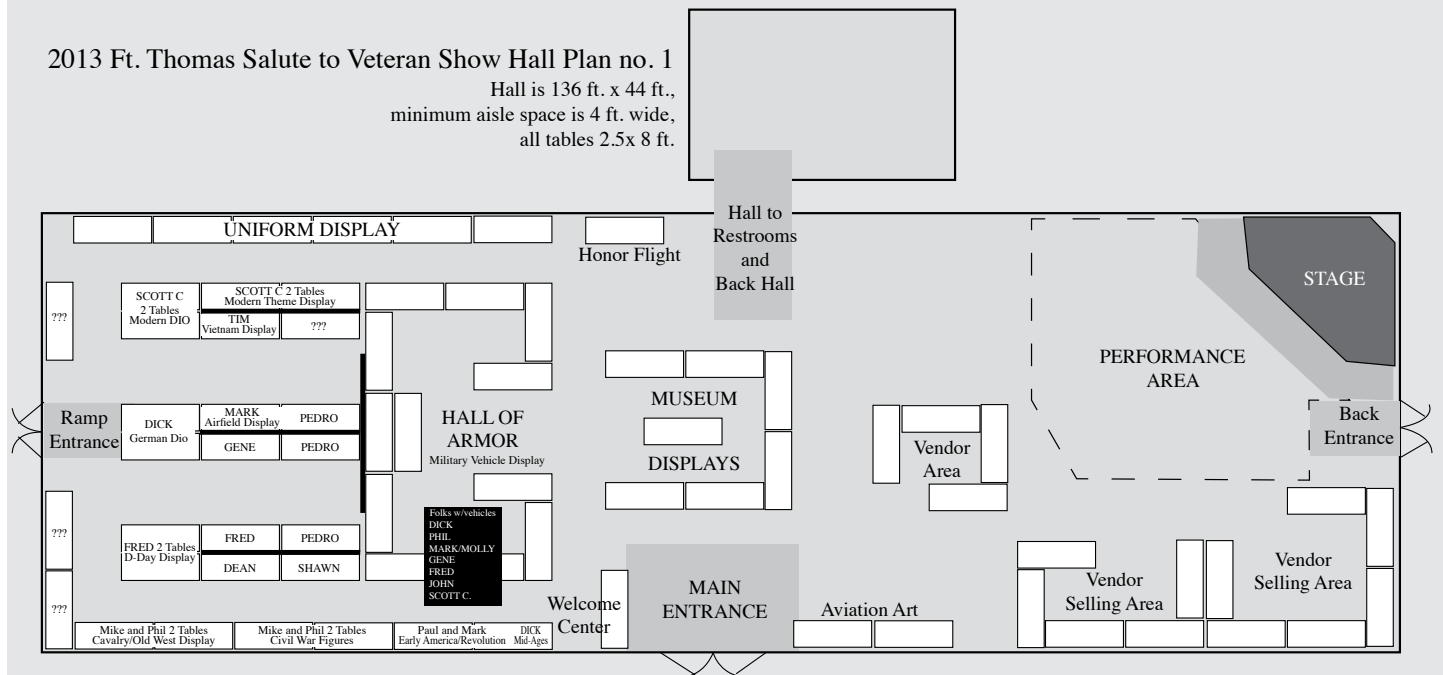 2013 Ft. Thomas Salute to Veteran Show Hall Plan no. 1
Hall is 136 ft. x 44 ft.,
minimum aisle space is 4 ft. wide,
all tables 2.5x 8 ft.
Hall to
Restrooms
and
Back Hall
UNIFORM DISPLAY
Honor Flight
STAGE
PERFORMANCE
AREA
???
SCOTT C
2 Tables
Modern DIO
SCOTT C 2 Tables
Modern Theme Display
TIM
Vietnam Display
???
Ramp
Entrance
DICK
German Dio
MARK
Airfield Display
PEDRO
GENE
PEDRO
HALL OF
ARMOR
Military Vehicle Display
MUSEUM
DISPLAYS
Vendor
Area
Back
Entrance
???
FRED 2 Tables
D-Day Display
FRED
PEDRO
DEAN
SHAWN
Folks w/vehicles
DICK
PHIL
MARK/MOLLY
GENE
FRED
JOHN
SCOTT C.
???
Welcome
Center
MAIN
ENTRANCE
Aviation Art
Vendor
Selling Area
Vendor
Selling Area
Mike and Phil 2 Tables
Cavalry/Old West Display
Mike and Phil 2 Tables
Civil War Figures
Paul and Mark
Early America/Revolution
DICK
Mid-Ages